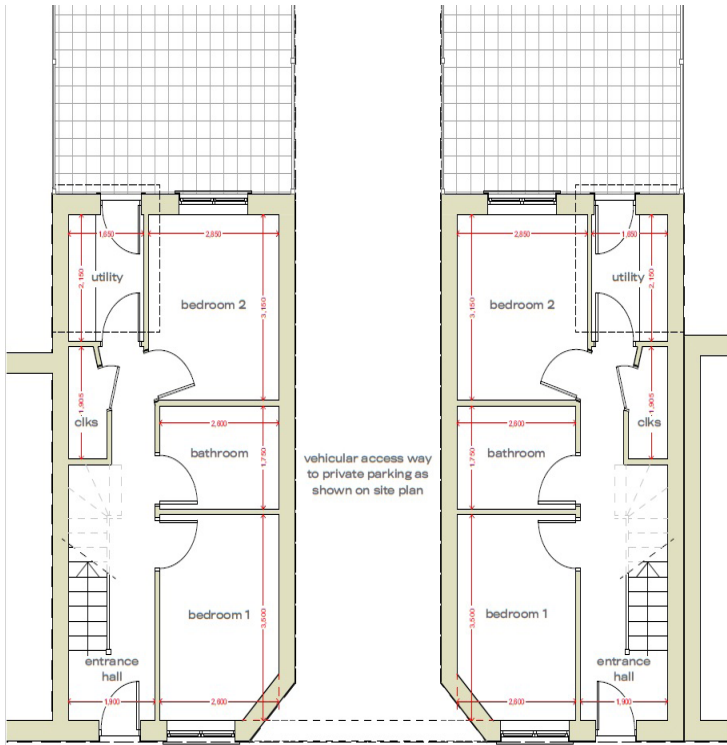 1,650
2,850
utility
2,150
bedroom 2
3,150
clks
1,905
2,600
bathroom
1,750
bedroom 1
3,500
entrance
hall
1,900
2,600
vehicular access way
to private parking as
shown on site plan
2,850
1,650
utility
2,150
bedroom 2
3,150
clks
1,905
2,600
bathroom
1,750
bedroom 1
3,500
entrance
hall
2,600
1,900